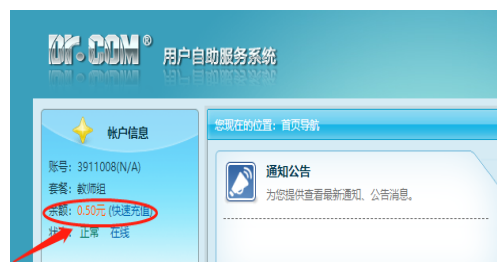 Dr.COM® 用户自助服务系统
帐户信息
您现在的位置：首页导航
账号：3911008(N/A)
套餐：教师组
余额：0.50元 (快速充值)
状态：正常 在线
通知公告
为您提供查看最新通知、公告消息。